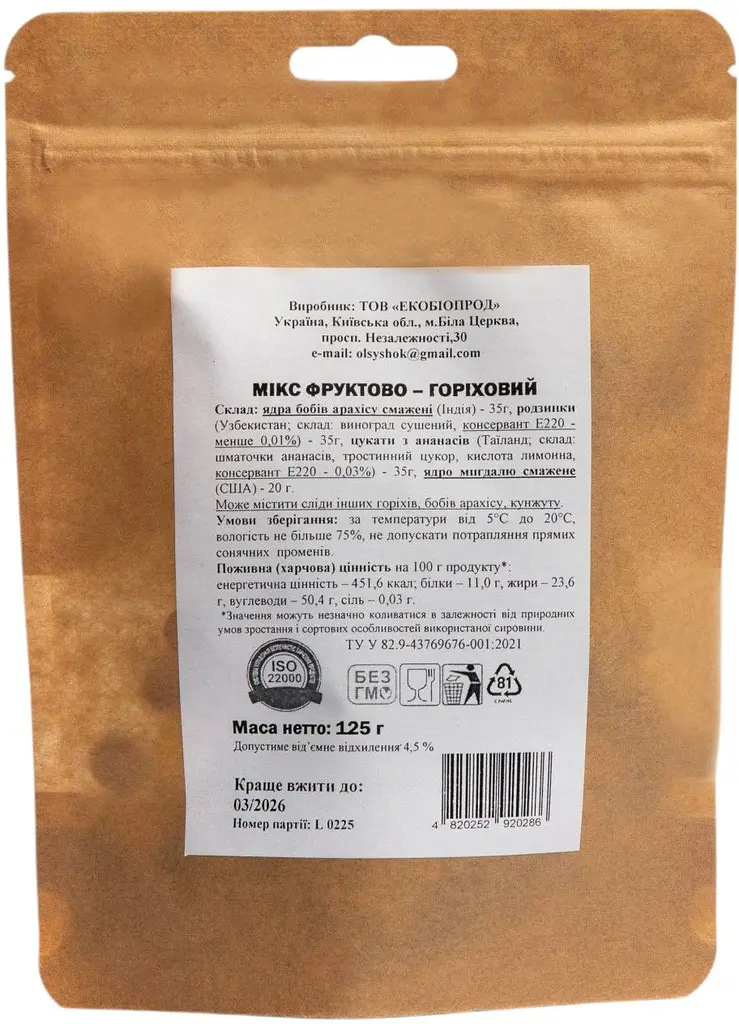 Виробник: ТОВ «ЕКОБІОПРОД»
Україна, Київська обл., м.Біла Церква,
просп. Незалежності,30
e-mail: olsyshok@gmail.com
МІКС ФРУКТОВО – ГОРІХОВИЙ
Склад: ядра бобів арахісу смажені (Індія) - 35г, родзинки
(Узбекистан; склад: виноград сушений, консервант Е220 -
менше 0,01%) - 35г, цукати з ананасів (Таїланд; склад:
шматочки ананасів, тростинний цукор, кислота лимонна,
консервант Е220 - 0,03%) - 35г, ядро мигдалю смажене
(США) - 20 г.
Може містити сліди інших горіхів, бобів арахісу, кунжуту.
Умови зберігання: за температури від 5°С до 20°С,
вологість не більше 75%, не допускати потрапляння прямих
сонячних променів.
Поживна (харчова) цінність на 100 г продукту*:
енергетична цінність – 451,6 ккал; білки – 11,0 г, жири – 23,6
г, вуглеводи – 50,4 г, сіль – 0,03 г.
*Значення можуть незначно коливатися в залежності від природних
умов зростання і сортових особливостей використаної сировини.
ТУ У 82.9-43769676-001:2021
ISO
22000
БЕЗ
ГМО
81
Маса нетто: 125 г
Допустиме від’ємне відхилення 4,5 %
Краще вжити до:
03/2026
Номер партії: L 0225
4 820252 920286